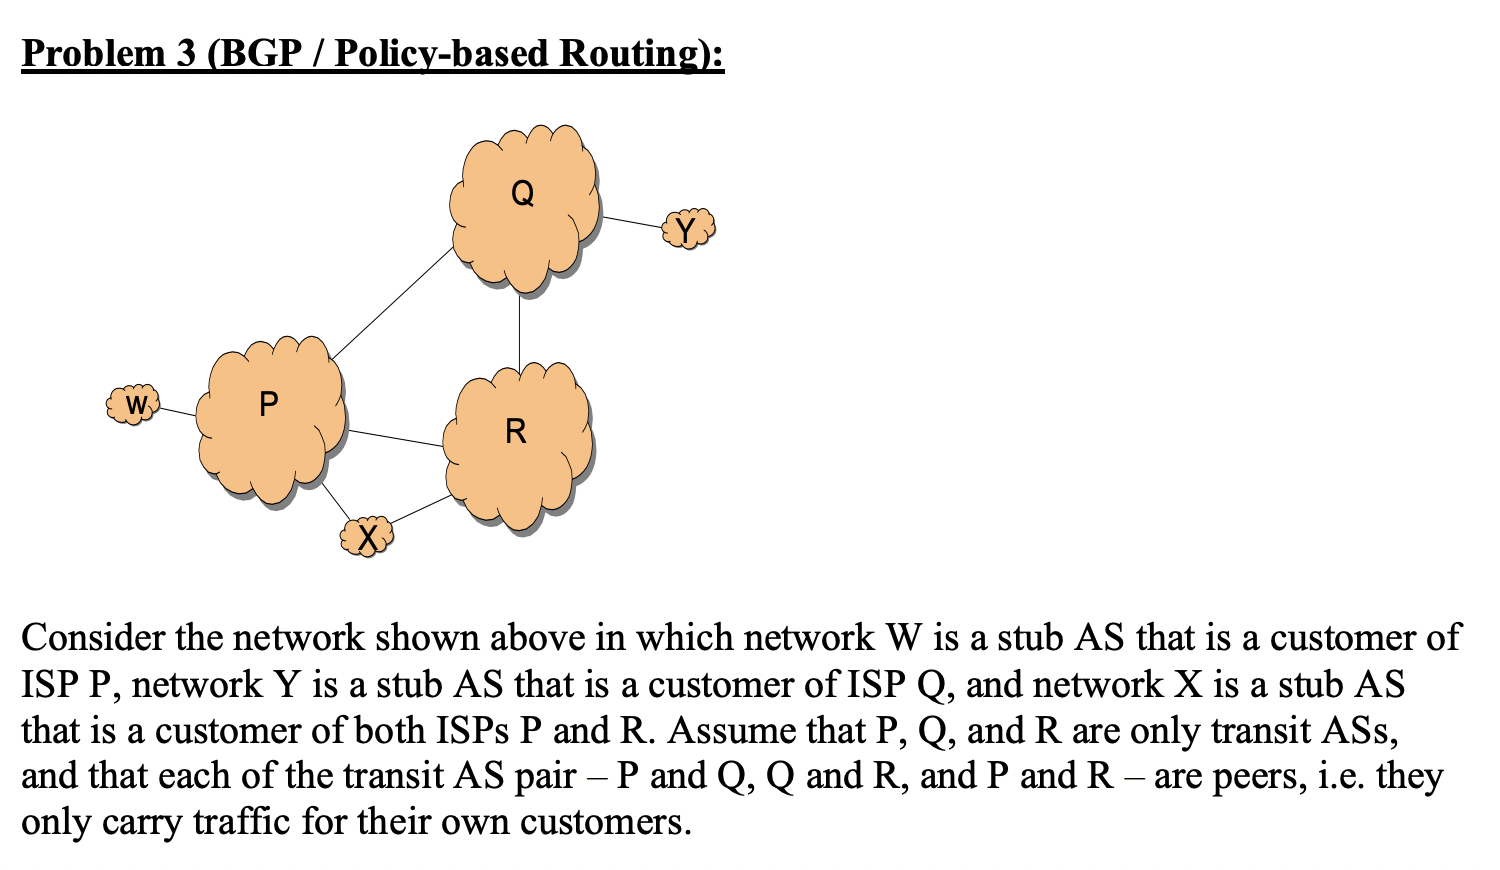 Problem 3 (BGP / Policy-based Routing):
Q
Y
P
W
R
X
Consider the network shown above in which network W is a stub AS that is a customer of
ISP P, network Y is a stub AS that is a customer of ISP Q, and network X is a stub AS
that is a customer of both ISPs P and R. Assume that P, Q, and R are only transit ASs,
and that each of the transit AS pair – P and Q, Q and R, and P and R – are peers, i.e. they
only carry traffic for their own customers.